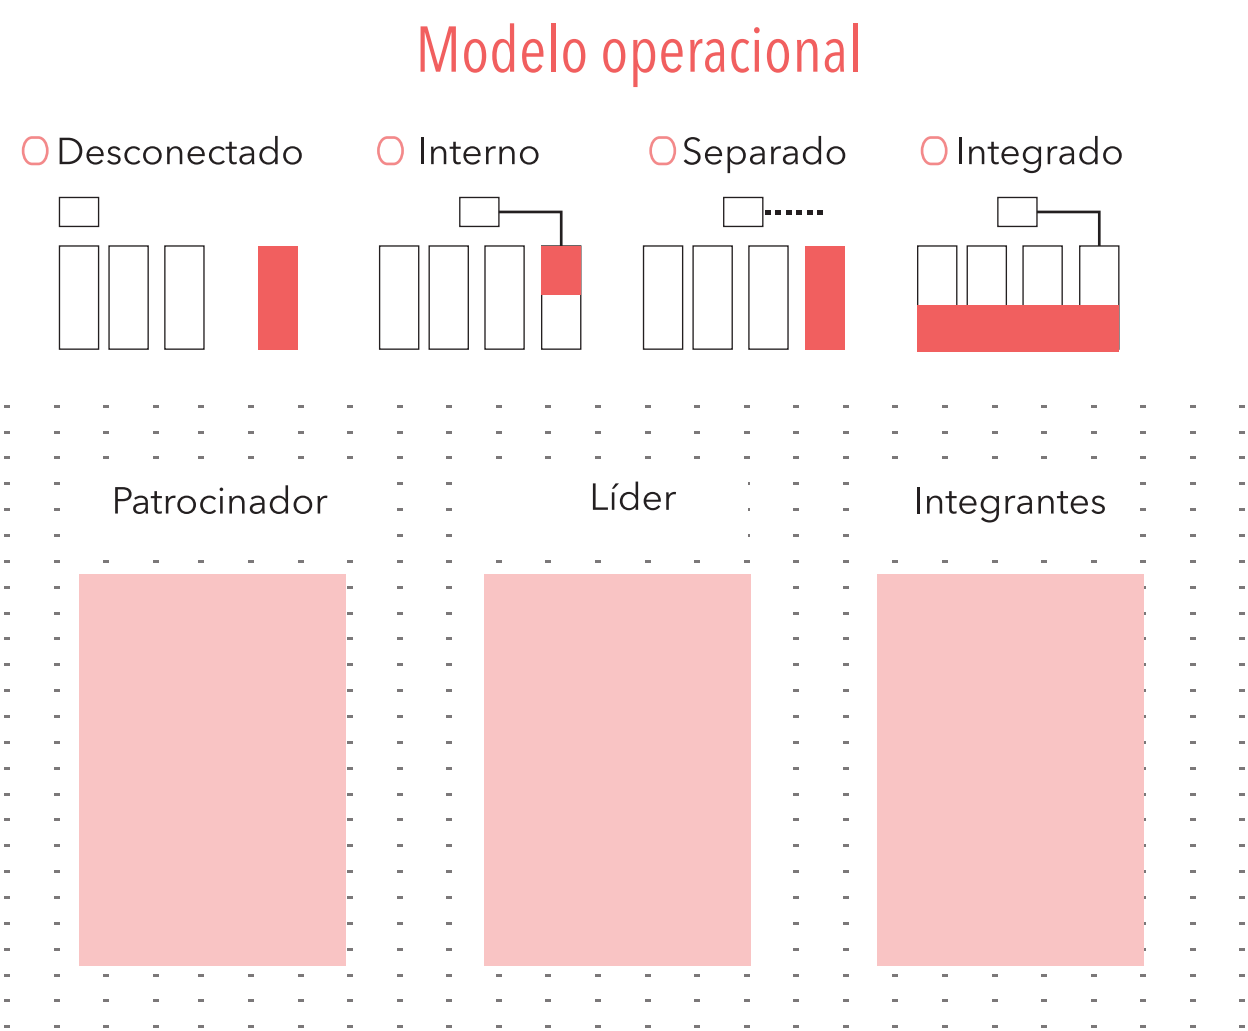 Modelo operacional
Desconectado
Interno
Separado
Integrado
Patrocinador
Líder
Integrantes